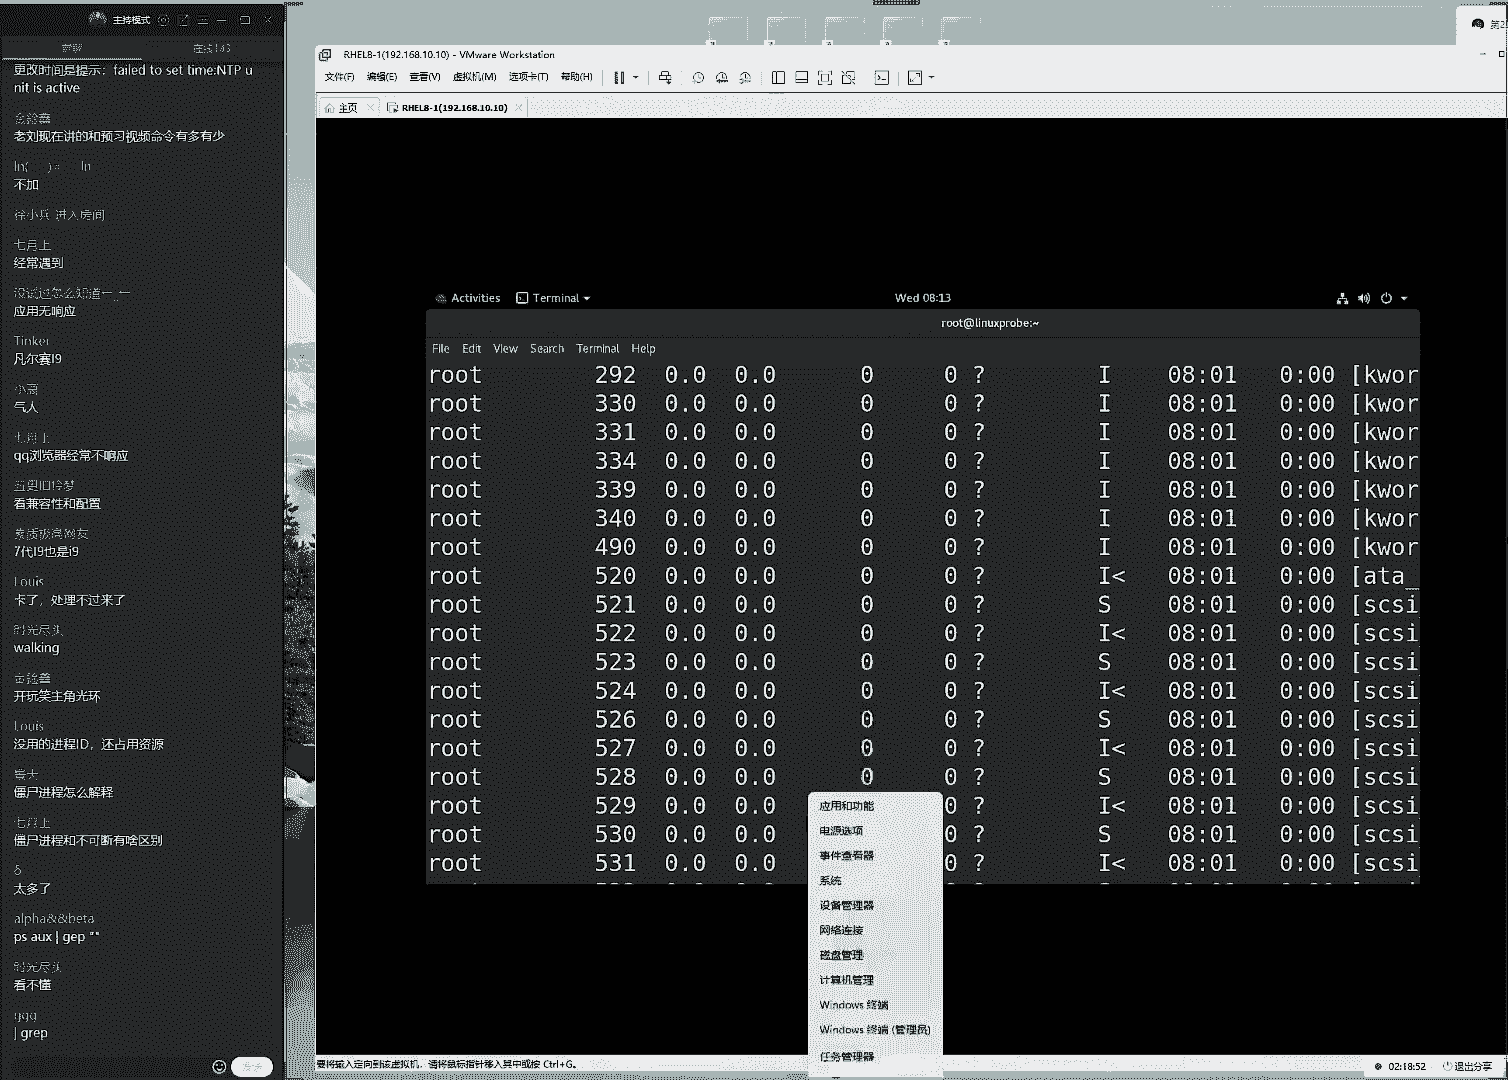 主持模式
在线143
更改时间是提示：failed to set time:NTP u
nit is active
老刘现在讲的和预习视频命令有多有少
不加
徐小兵 进入房间
七月上
经常遇到
没试过怎么知道
应用无响应
Tinker
凡尔赛I9
气人
七月上
qq浏览器经常不响应
看兼容性和配置
素质极高网友
7代I9也是i9
Louis
卡了，处理不过来了
时光尽头
walking
开玩笑主角光环
Louis
没用的进程ID，还占用资源
僵尸进程怎么解释
七月上
僵尸进程和不可断有啥区别
δ
太多了
alpha&&beta
ps aux | gep ""
时光尽头
看不懂
qqq
| grep
RHEL8-1(192.168.10.10) - VMware Workstation
文件(F) 编辑(E) 查看(V) 虚拟机(M) 选项卡(T) 帮助(H)
主页 RHEL8-1(192.168.10.10)
Activities Terminal Wed 08:13
root@linuxprobe:~
File Edit View Search Terminal Help
root 292 0.0 0.0 0 0 ? I 08:01 0:00 [kwor
root 330 0.0 0.0 0 0 ? I 08:01 0:00 [kwor
root 331 0.0 0.0 0 0 ? I 08:01 0:00 [kwor
root 334 0.0 0.0 0 0 ? I 08:01 0:00 [kwor
root 339 0.0 0.0 0 0 ? I 08:01 0:00 [kwor
root 340 0.0 0.0 0 0 ? I 08:01 0:00 [kwor
root 490 0.0 0.0 0 0 ? I 08:01 0:00 [kwor
root 520 0.0 0.0 0 0 ? I< 08:01 0:00 [ata_
root 521 0.0 0.0 0 0 ? S 08:01 0:00 [scsi
root 522 0.0 0.0 0 0 ? I< 08:01 0:00 [scsi
root 523 0.0 0.0 0 0 ? S 08:01 0:00 [scsi
root 524 0.0 0.0 0 0 ? I< 08:01 0:00 [scsi
root 526 0.0 0.0 0 0 ? S 08:01 0:00 [scsi
root 527 0.0 0.0 0 0 ? I< 08:01 0:00 [scsi
root 528 0.0 0.0 0 0 ? S 08:01 0:00 [scsi
root 529 0.0 0.0 0 ? I< 08:01 0:00 [scsi
root 530 0.0 0.0 0 ? S 08:01 0:00 [scsi
root 531 0.0 0.0 0 ? I< 08:01 0:00 [scsi
应用和功能
电源选项
事件查看器
系统
设备管理器
网络连接
磁盘管理
计算机管理
Windows 终端
Windows 终端 (管理员)
任务管理器
要将输入定向到该虚拟机，请将鼠标指针移入其中或按 Ctrl+G。
02:18:52 退出分享